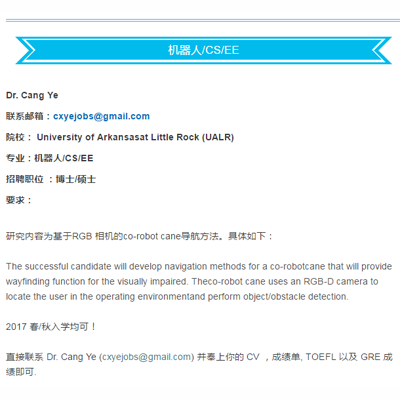 机器人/CS/EE
Dr. Cang Ye
联系邮箱：cxyejobs@gmail.com
院校： University of Arkansasat Little Rock (UALR)
专业：机器人/CS/EE
招聘职位 ：博士/硕士
要求：
研究内容为基于RGB 相机的co-robot cane导航方法。具体如下：
The successful candidate will develop navigation methods for a co-robotcane that will provide
wayfinding function for the visually impaired. Theco-robot cane uses an RGB-D camera to
locate the user in the operating environmentand perform object/obstacle detection.
2017 春/秋入学均可！
直接联系 Dr. Cang Ye (cxyejobs@gmail.com) 并奉上你的 CV ，成绩单, TOEFL 以及 GRE 成
绩即可.